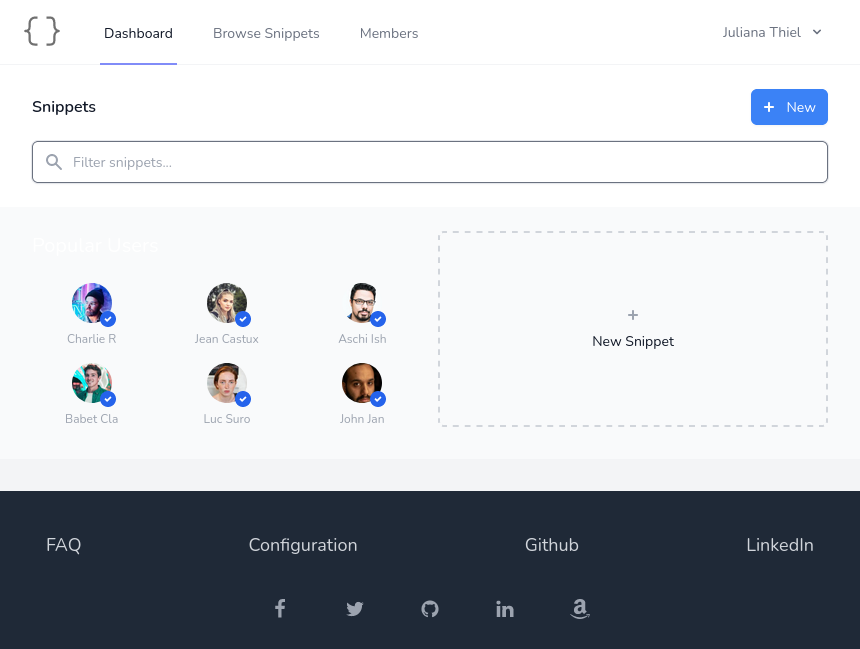 { }
Dashboard
Browse Snippets
Members
Juliana Thiel
Snippets
+ New
Filter snippets...
Popular Users
Charlie R
Jean Castux
Aschi Ish
Babet Cla
Luc Suro
John Jan
+
New Snippet
FAQ
Configuration
Github
LinkedIn